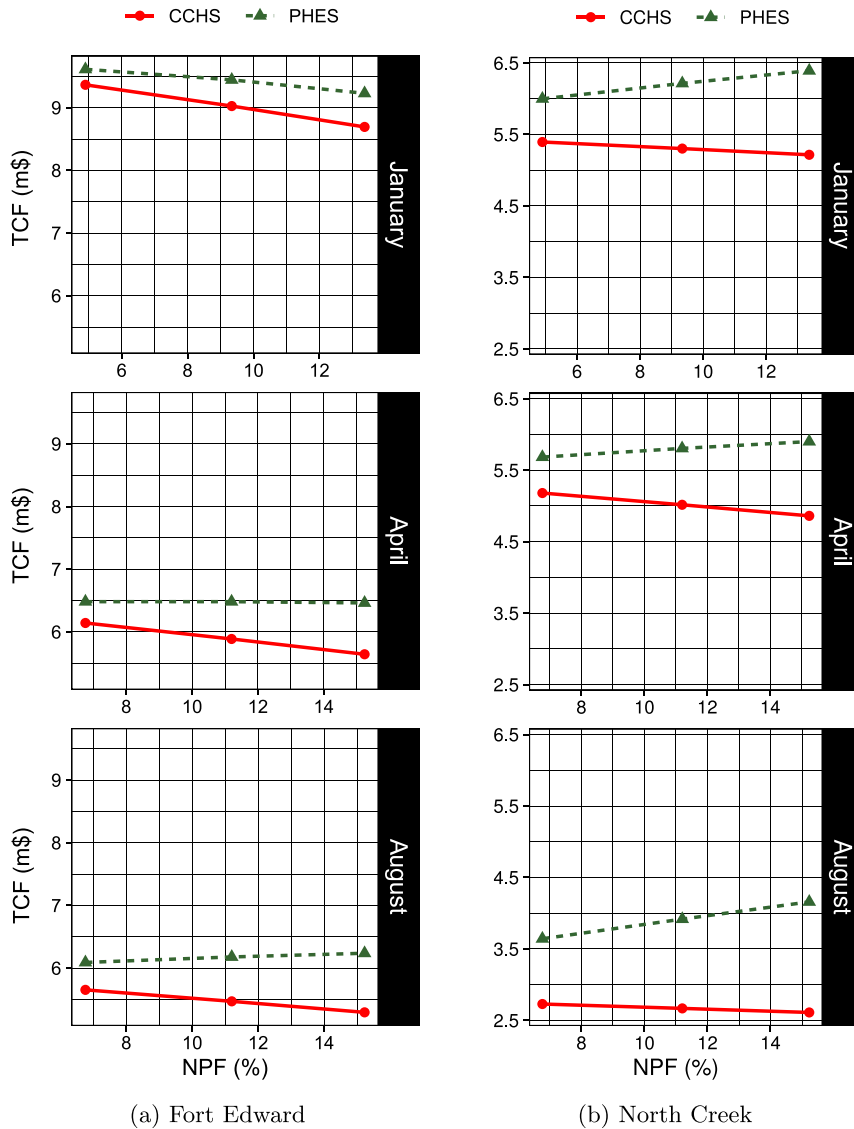 CCHS PHES
TCF (m$)
9
8
7
6
6 8 10 12
January
TCF (m$)
9
8
7
6
8 10 12 14
April
TCF (m$)
9
8
7
6
8 10 12 14
August
NPF (%)
(a) Fort Edward
CCHS PHES
6.5
5.5
4.5
3.5
2.5
6 8 10 12
January
6.5
5.5
4.5
3.5
2.5
8 10 12 14
April
6.5
5.5
4.5
3.5
2.5
8 10 12 14
August
NPF (%)
(b) North Creek